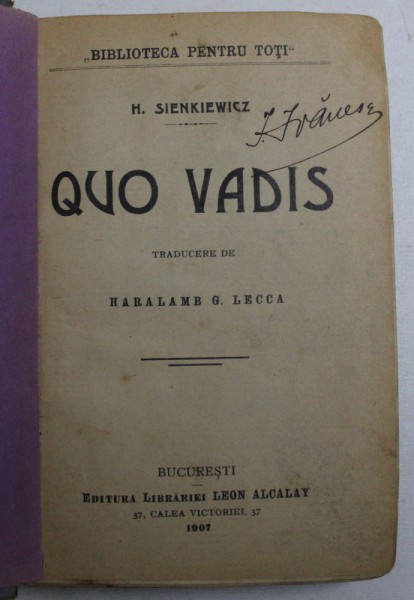 „BIBLIOTECA PENTRU TOŢI“
H. SIENKIEWICZ
QUO VADIS
TRADUCERE DE
HARALAMB G. LECCA
BUCUREŞTI
EDITURA LIBRĂRIEI LEON ALCALAY
37, CALEA VICTORIEI, 37
1907